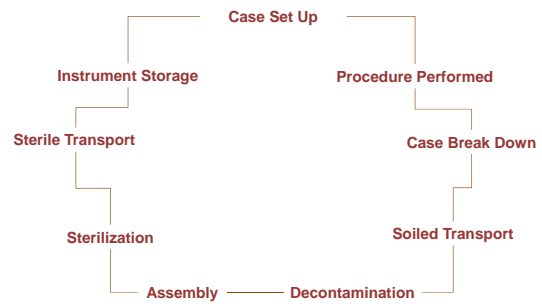 Case Set Up
Instrument Storage
Procedure Performed
Sterile Transport
Case Break Down
Sterilization
Soiled Transport
Assembly
Decontamination